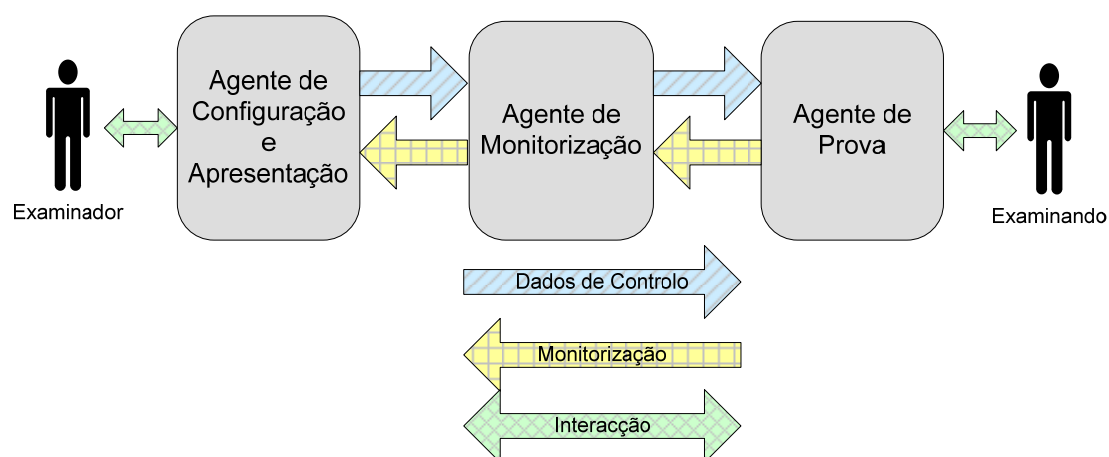 Agente de
Configuração
e
Apresentação
Agente de
Monitorização
Agente de
Prova
Examinador
Examinando
Dados de Controlo
Monitorização
Interacção